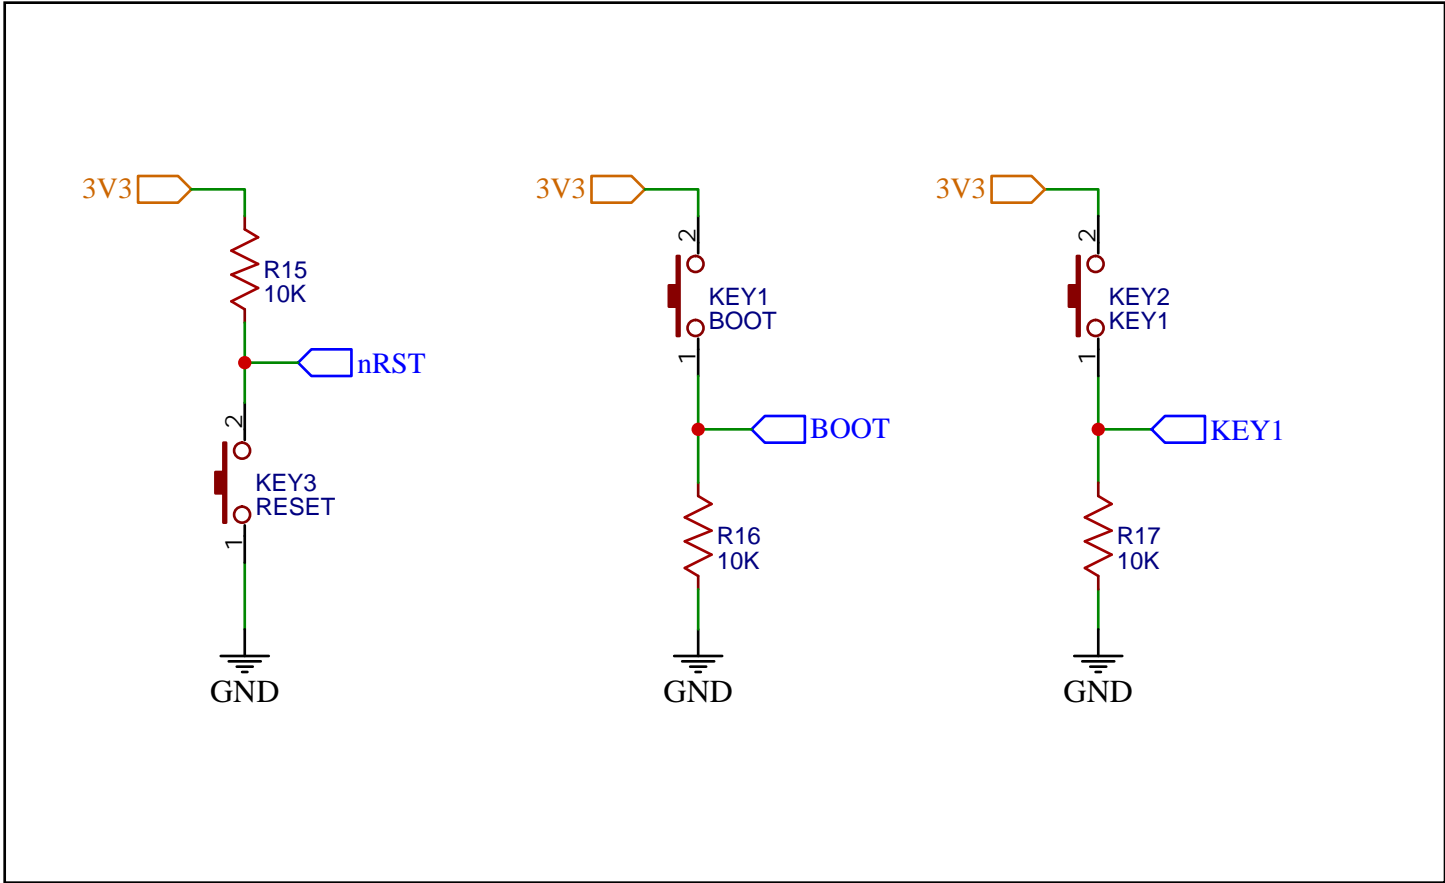 3V3
R15
10K
nRST
2
KEY3
RESET
1
GND
3V3
2
KEY1
BOOT
1
BOOT
R16
10K
GND
3V3
2
KEY2
KEY1
1
KEY1
R17
10K
GND